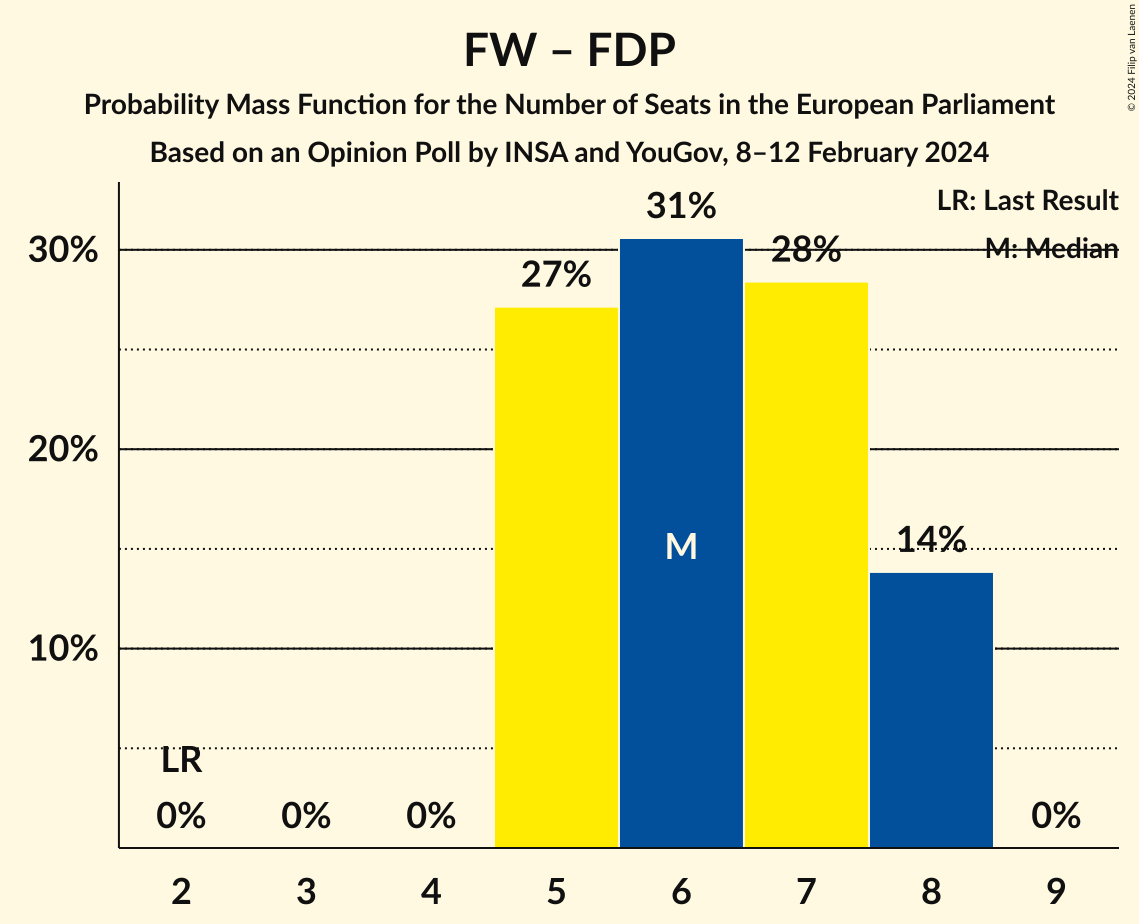 FW – FDP
Probability Mass Function for the Number of Seats in the European Parliament
Based on an Opinion Poll by INSA and YouGov, 8–12 February 2024
© 2024 Filip van Laenen
LR: Last Result
M: Median
30%
20%
10%
LR
0%
0%
0%
27%
31%
M
28%
14%
0%
2 3 4 5 6 7 8 9